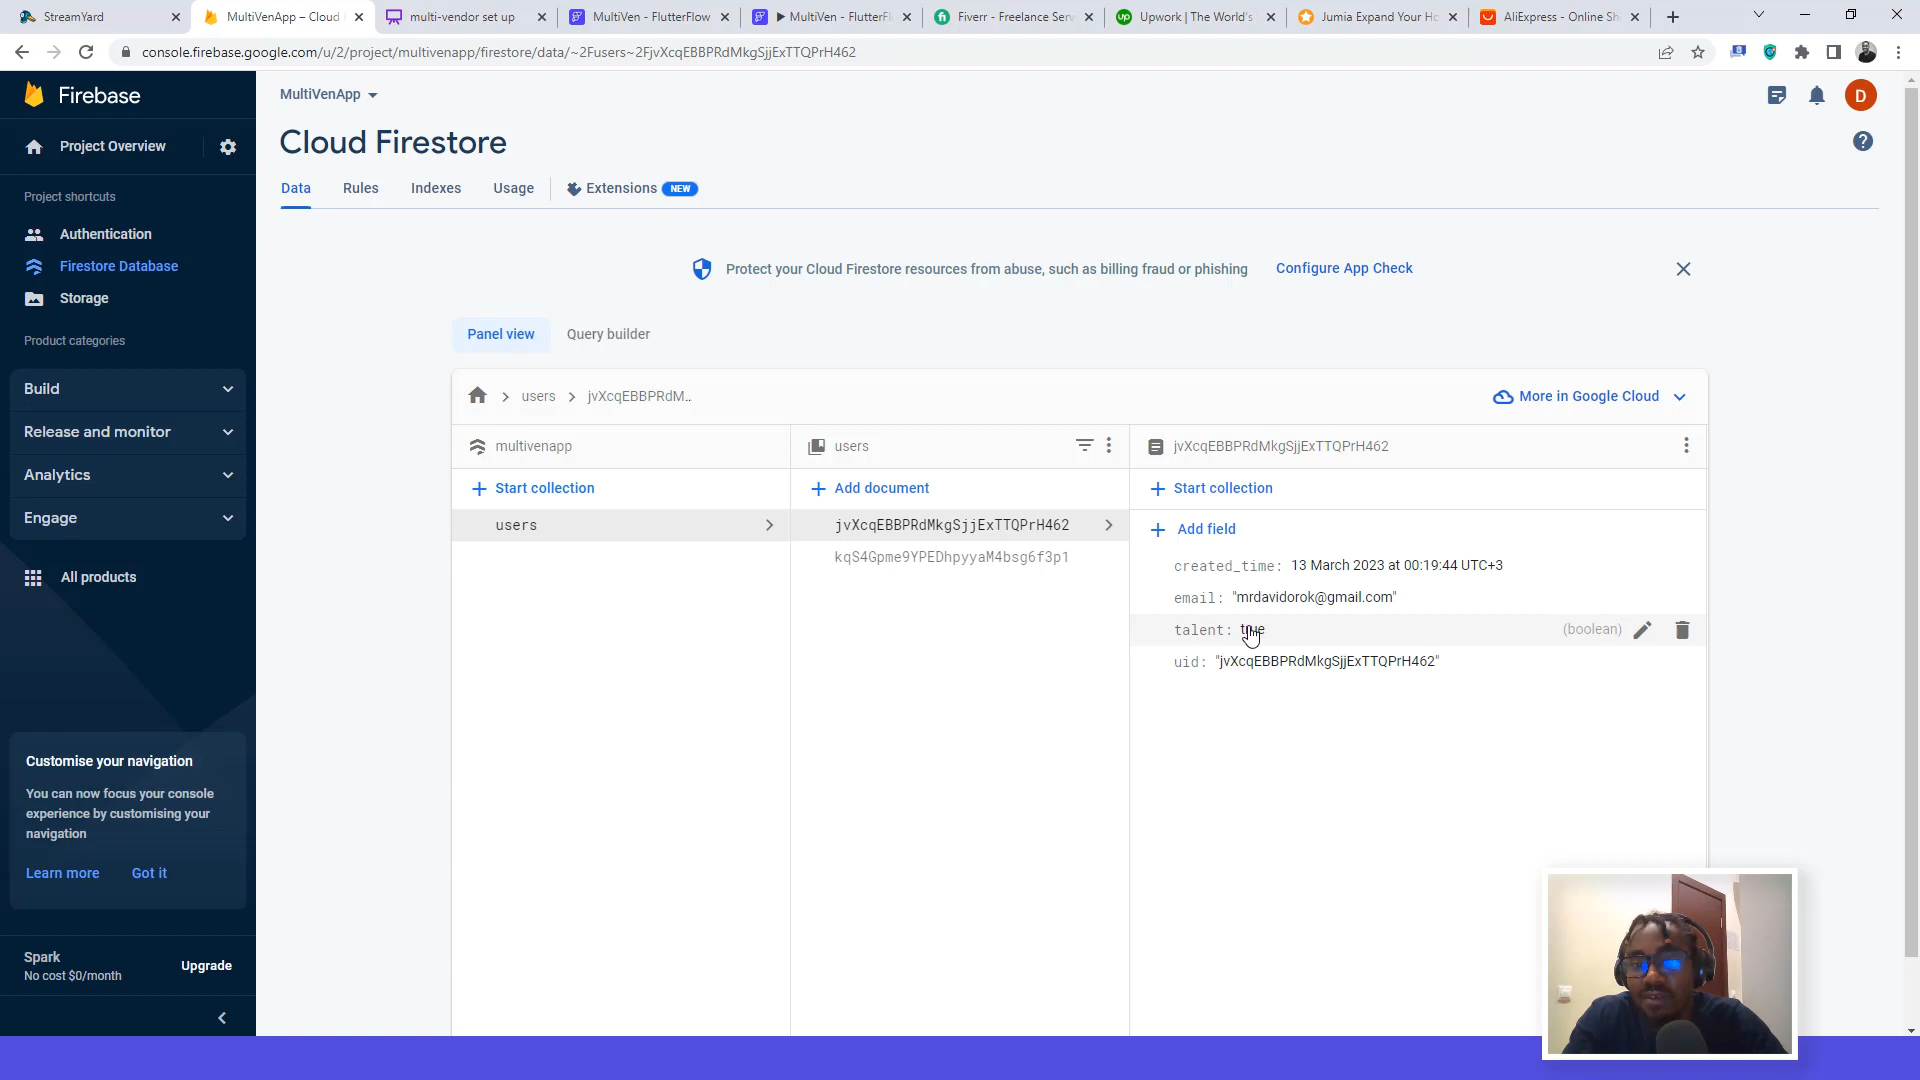 StreamYard
MultiVenApp – Cloud
multi-vendor set up
MultiVen - FlutterFlow
MultiVen - FlutterFl
Fiverr - Freelance Serv
Upwork | The World's
Jumia Expand Your Ho
AliExpress - Online Sh
console.firebase.google.com/u/2/project/multivenapp/firestore/data/~2Fusers~2FjvXcqEBBPRdMkgSjjExTTQPrH462
Firebase
Project Overview
Project shortcuts
Authentication
Firestore Database
Storage
Product categories
Build
Release and monitor
Analytics
Engage
All products
Customise your navigation
You can now focus your console
experience by customising your
navigation
Learn more Got it
Spark
No cost $0/month
Upgrade
MultiVenApp
D
Cloud Firestore
Data Rules Indexes Usage Extensions NEW
Protect your Cloud Firestore resources from abuse, such as billing fraud or phishing Configure App Check
Panel view Query builder
users jvXcqEBBPRdM..
More in Google Cloud
multivenapp
Start collection
users
users
Add document
jvXcqEBBPRdMkgSjjExTTQPrH462
kqS4Gpme9YPEDhpyyaM4bsg6f3p1
jvXcqEBBPRdMkgSjjExTTQPrH462
Start collection
Add field
created_time: 13 March 2023 at 00:19:44 UTC+3
email: "mrdavidorok@gmail.com"
talent: true (boolean)
uid: "jvXcqEBBPRdMkgSjjExTTQPrH462"